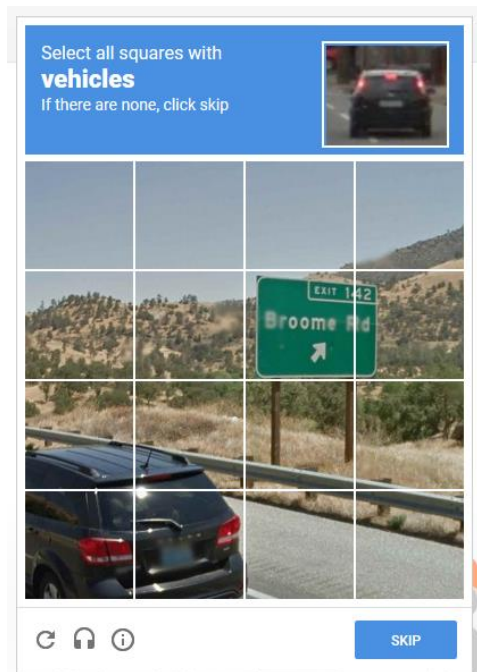 Select all squares with
vehicles
If there are none, click skip
EXIT 142
Broome Rd
SKIP